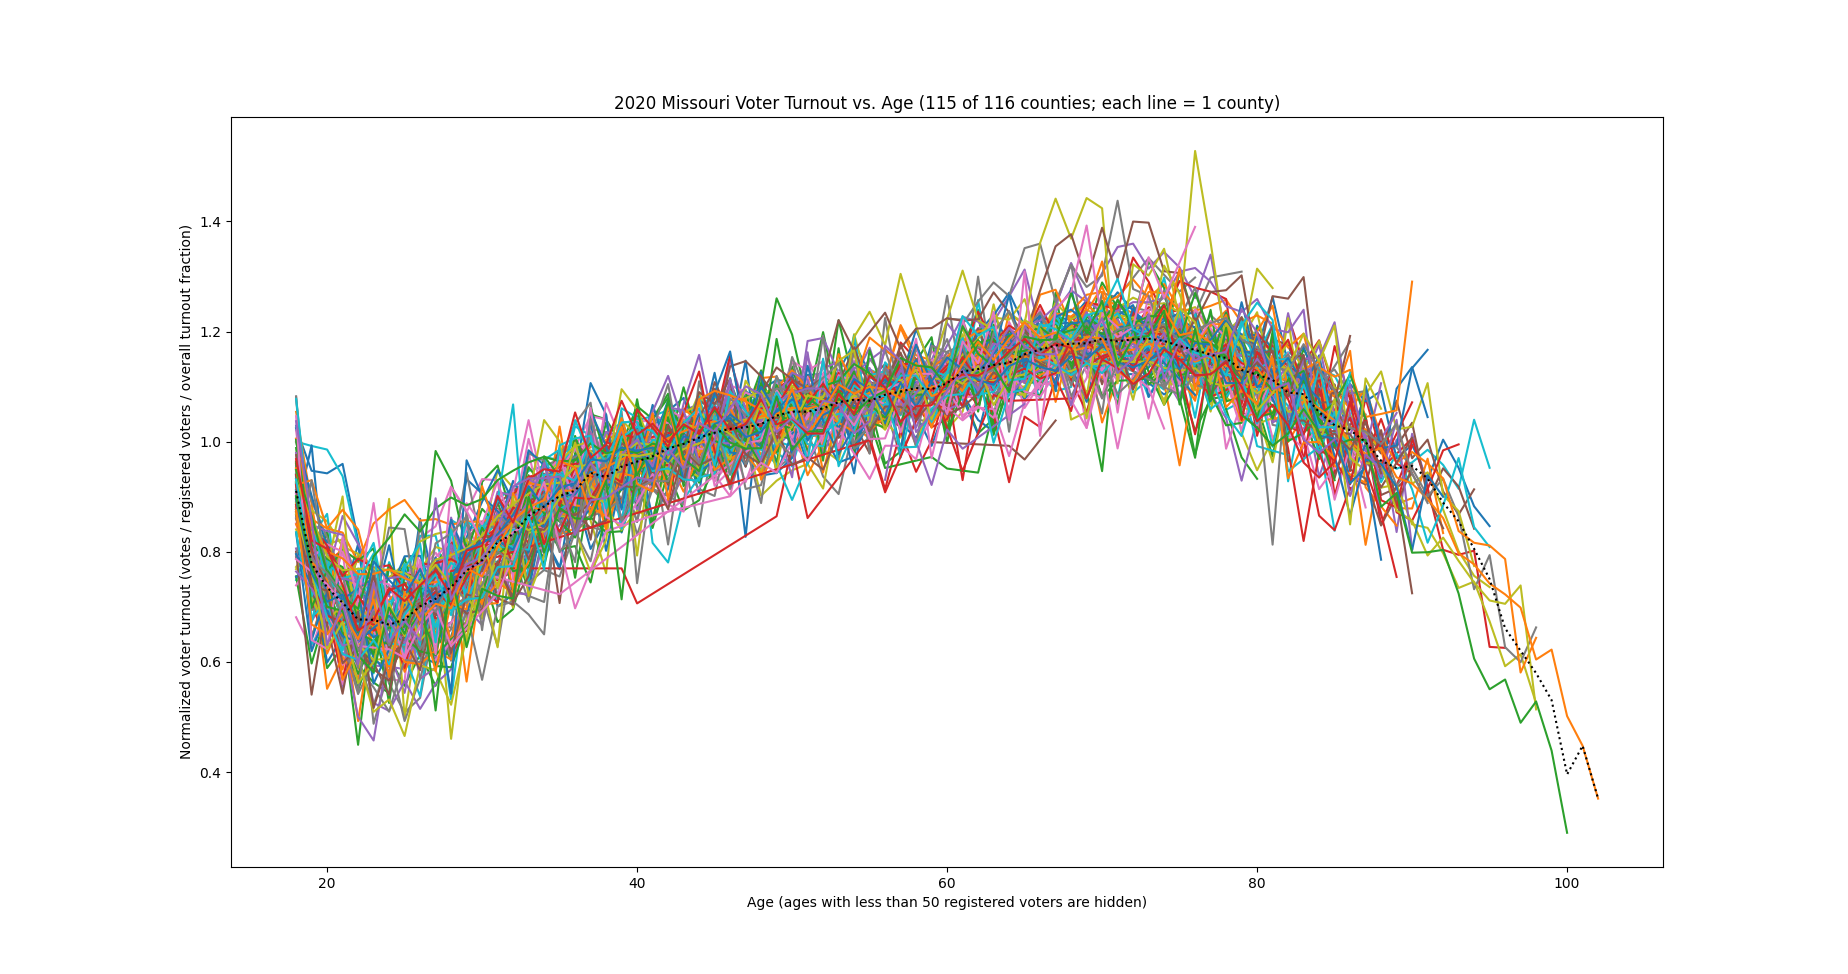 2020 Missouri Voter Turnout vs. Age (115 of 116 counties; each line = 1 county)
Normalized voter turnout (votes / registered voters / overall turnout fraction)
1.4
1.2
1.0
0.8
0.6
0.4
20 40 60 80 100
Age (ages with less than 50 registered voters are hidden)